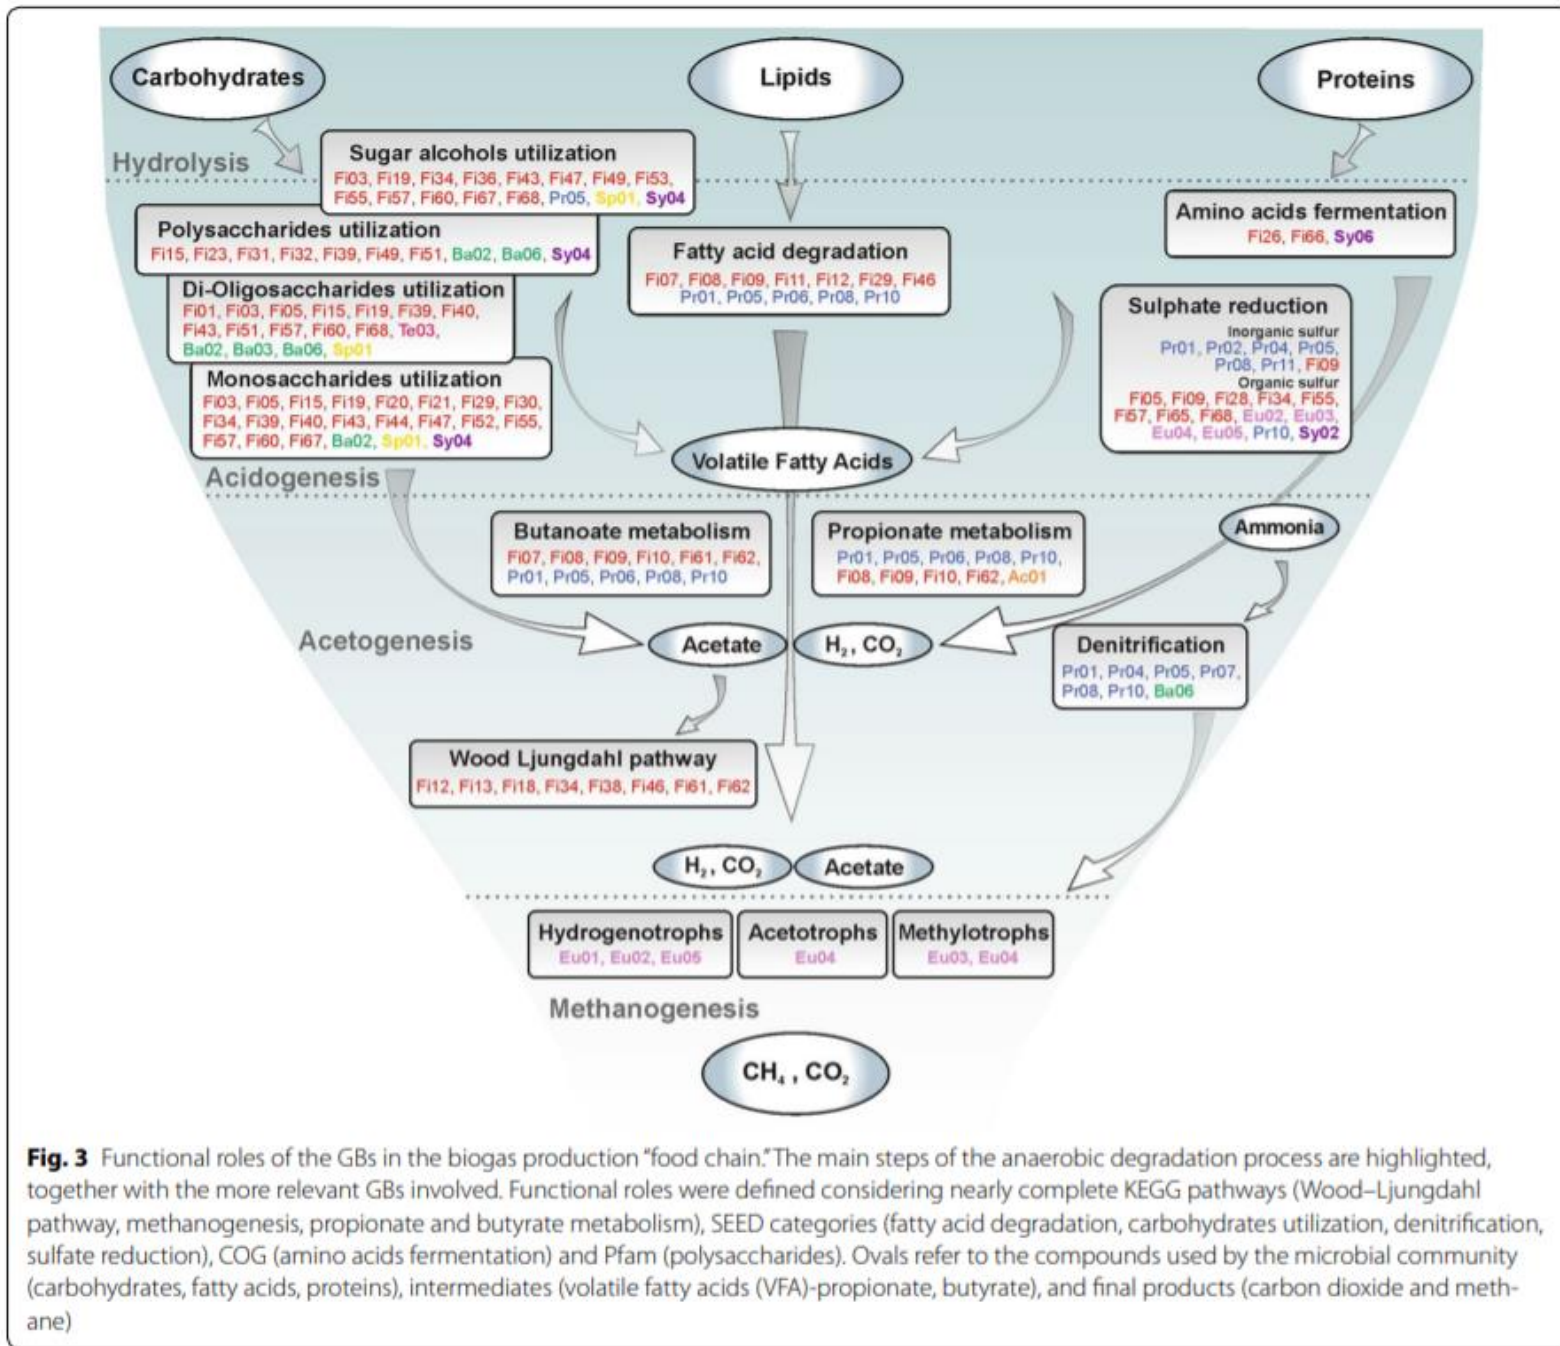 Carbohydrates
Lipids
Proteins
Hydrolysis
Sugar alcohols utilization
Fi03, Fi19, Fi34, Fi36, Fi43, Fi47, Fi49, Fi53,
Fi55, Fi57, Fi60, Fi67, Fi68, Pr05, Sp01, Sy04
Polysaccharides utilization
Fi15, Fi23, Fi31, Fi32, Fi39, Fi49, Fi51, Ba02, Ba06, Sy04
Di-Oligosaccharides utilization
Fi01, Fi03, Fi05, Fi15, Fi19, Fi39, Fi40,
Fi43, Fi51, Fi57, Fi60, Fi68, Te03,
Ba02, Ba03, Ba06, Sp01
Monosaccharides utilization
Fi03, Fi05, Fi15, Fi19, Fi20, Fi21, Fi29, Fi30,
Fi34, Fi39, Fi40, Fi43, Fi44, Fi47, Fi52, Fi55,
Fi57, Fi60, Fi67, Ba02, Sp01, Sy04
Fatty acid degradation
Fi07, Fi08, Fi09, Fi11, Fi12, Fi29, Fi46
Pr01, Pr05, Pr06, Pr08, Pr10
Amino acids fermentation
Fi26, Fi66, Sy06
Sulphate reduction
Inorganic sulfur
Pr01, Pr02, Pr04, Pr05,
Pr08, Pr11, Fi09
Organic sulfur
Fi05, Fi09, Fi28, Fi34, Fi55,
Fi57, Fi65, Fi68, Eu02, Eu03,
Eu04, Eu05, Pr10, Sy02
Volatile Fatty Acids
Acidogenesis
Butanoate metabolism
Fi07, Fi08, Fi09, Fi10, Fi61, Fi62,
Pr01, Pr05, Pr06, Pr08, Pr10
Propionate metabolism
Pr01, Pr05, Pr06, Pr08, Pr10,
Fi08, Fi09, Fi10, Fi62, Ac01
Ammonia
Acetogenesis
Acetate
H₂, CO₂
Denitrification
Pr01, Pr04, Pr05, Pr07,
Pr08, Pr10, Ba06
Wood Ljungdahl pathway
Fi12, Fi13, Fi18, Fi34, Fi38, Fi46, Fi61, Fi62
H₂, CO₂
Acetate
Hydrogenotrophs
Eu01, Eu02, Eu05
Acetotrophs
Eu04
Methylotrophs
Eu03, Eu04
Methanogenesis
CH₄ , CO₂
Fig. 3 Functional roles of the GBs in the biogas production “food chain.” The main steps of the anaerobic degradation process are highlighted,
together with the more relevant GBs involved. Functional roles were defined considering nearly complete KEGG pathways (Wood–Ljungdahl
pathway, methanogenesis, propionate and butyrate metabolism), SEED categories (fatty acid degradation, carbohydrates utilization, denitrification,
sulfate reduction), COG (amino acids fermentation) and Pfam (polysaccharides). Ovals refer to the compounds used by the microbial community
(carbohydrates, fatty acids, proteins), intermediates (volatile fatty acids (VFA)-propionate, butyrate), and final products (carbon dioxide and meth-
ane)